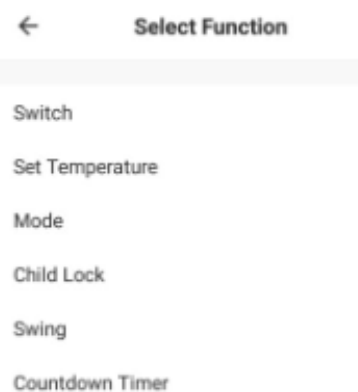 Select Function
Switch
Set Temperature
Mode
Child Lock
Swing
Countdown Timer